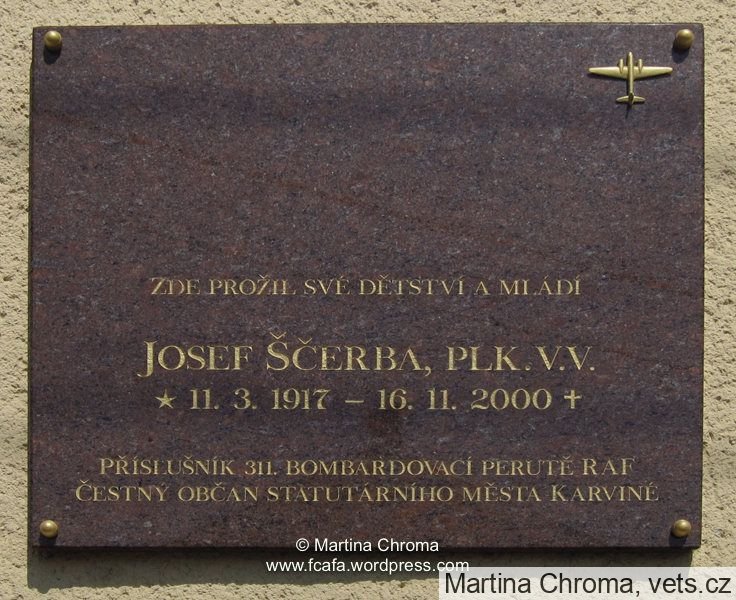 ZDE PROŽIL SVÉ DĚTSTVÍ A MLÁDÍ
JOSEF ŠČERBA, PLK. V.V.
★ 11. 3. 1917 – 16. 11. 2000 ✝
PŘÍSLUŠNÍK 311. BOMBARDOVACÍ PERUTĚ RAF
ČESTNÝ OBČAN STATUTÁRNÍHO MĚSTA KARVINÉ
© Martina Chroma
www.fcafa.wordpress.com
Martina Chroma, vets.cz